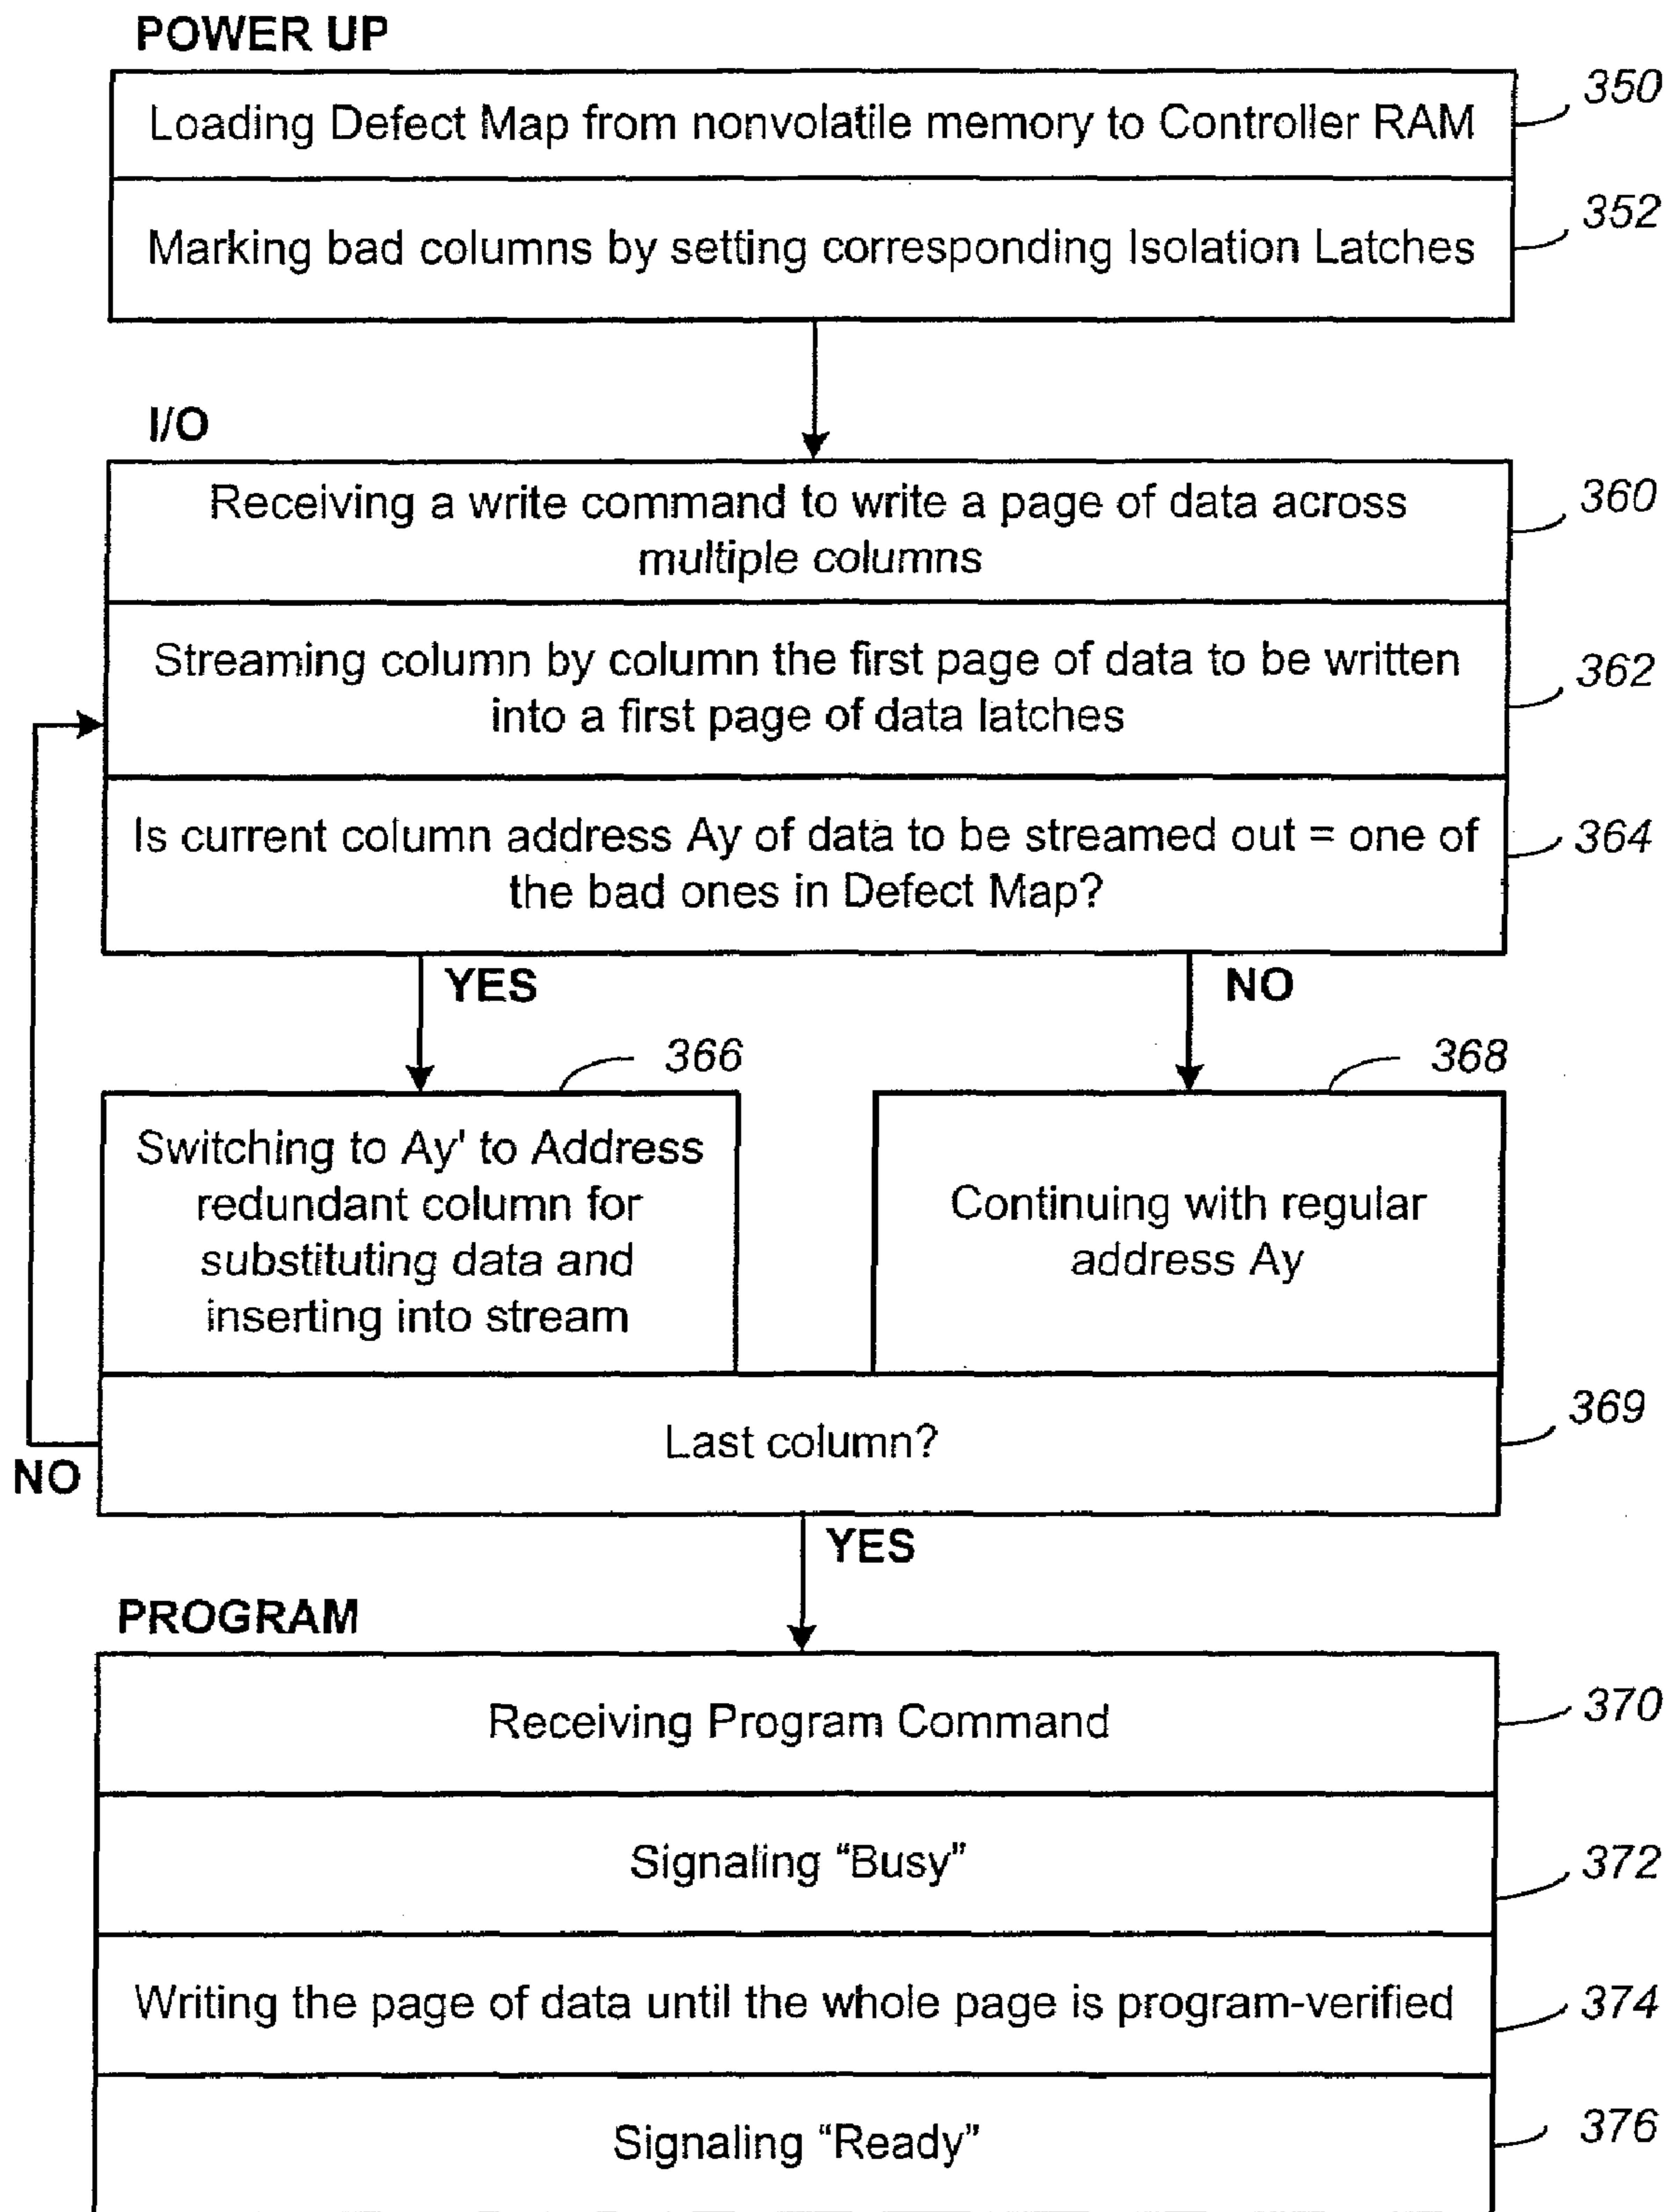 POWER UP
Loading Defect Map from nonvolatile memory to Controller RAM
350
Marking bad columns by setting corresponding Isolation Latches
352
I/O
Receiving a write command to write a page of data across
multiple columns
360
Streaming column by column the first page of data to be written
into a first page of data latches
362
Is current column address Ay of data to be streamed out = one of
the bad ones in Defect Map?
364
YES
NO
366
368
Switching to Ay' to Address
redundant column for
substituting data and
inserting into stream
Continuing with regular
address Ay
Last column?
369
NO
YES
PROGRAM
Receiving Program Command
370
Signaling “Busy”
372
Writing the page of data until the whole page is program-verified
374
Signaling “Ready”
376